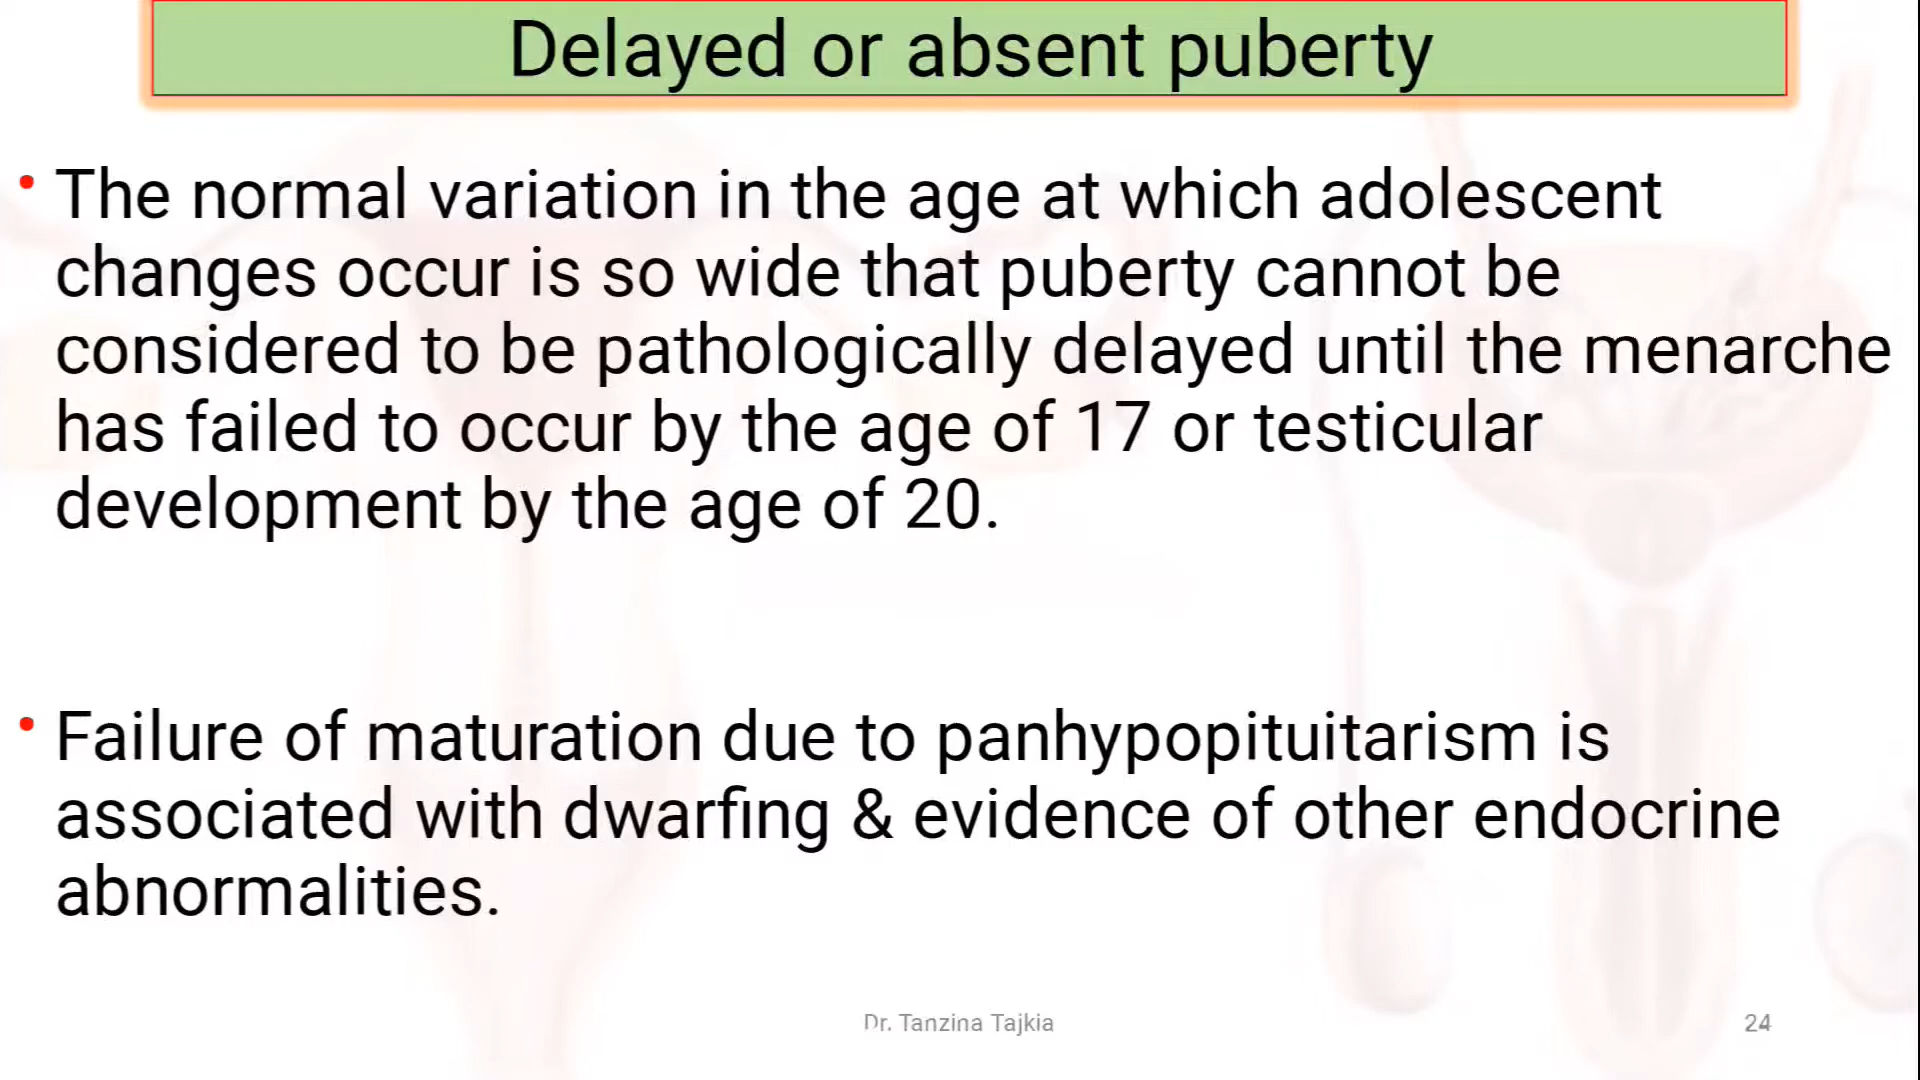 Delayed or absent puberty
• The normal variation in the age at which adolescent
changes occur is so wide that puberty cannot be
considered to be pathologically delayed until the menarche
has failed to occur by the age of 17 or testicular
development by the age of 20.
• Failure of maturation due to panhypopituitarism is
associated with dwarfing & evidence of other endocrine
abnormalities.
Dr. Tanzina Tajkia
24